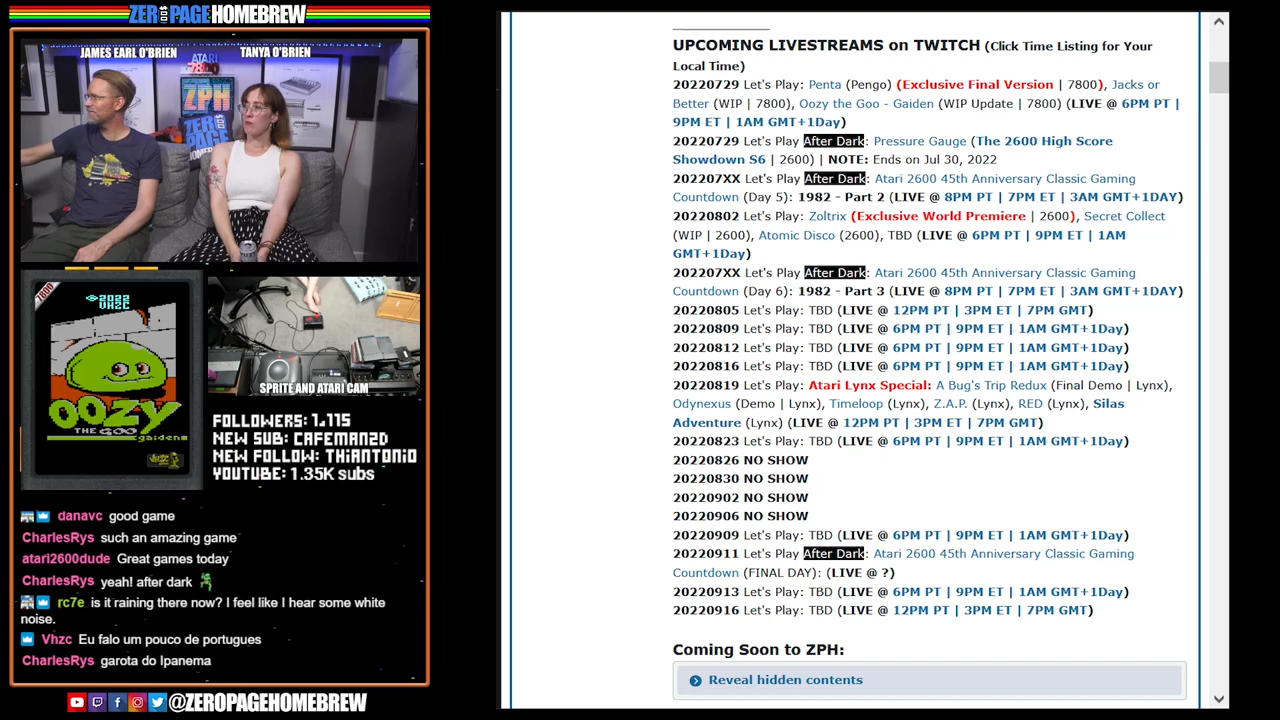 ZEROPAGE HOMEBREW
JAMES EARL O'BRIEN
TANYA O'BRIEN
ATARI
7800
ZPH
ZERO
PAGE
7800
©2022
VHZC
OOZY
THE GOO
gaiden
VHZC
SPRITE AND ATARI CAM
FOLLOWERS: 1,115
NEW SUB: CAFEMAN2D
NEW FOLLOW: THIANTONIO
YOUTUBE: 1.35K subs
danavc good game
CharlesRys such an amazing game
atari2600dude Great games today
CharlesRys yeah! after dark
rc7e is it raining there now? I feel like I hear some white
noise.
Vhzc Eu falo um pouco de portugues
CharlesRys garota do Ipanema
@ZEROPAGEHOMEBREW
UPCOMING LIVESTREAMS on TWITCH (Click Time Listing for Your
Local Time)
20220729 Let's Play: Penta (Pengo) (Exclusive Final Version | 7800), Jacks or
Better (WIP | 7800), Oozy the Goo - Gaiden (WIP Update | 7800) (LIVE @ 6PM PT |
9PM ET | 1AM GMT+1Day)
20220729 Let's Play After Dark: Pressure Gauge (The 2600 High Score
Showdown S6 | 2600) | NOTE: Ends on Jul 30, 2022
202207XX Let's Play After Dark: Atari 2600 45th Anniversary Classic Gaming
Countdown (Day 5): 1982 - Part 2 (LIVE @ 8PM PT | 7PM ET | 3AM GMT+1DAY)
20220802 Let's Play: Zoltrix (Exclusive World Premiere | 2600), Secret Collect
(WIP | 2600), Atomic Disco (2600), TBD (LIVE @ 6PM PT | 9PM ET | 1AM
GMT+1Day)
202207XX Let's Play After Dark: Atari 2600 45th Anniversary Classic Gaming
Countdown (Day 6): 1982 - Part 3 (LIVE @ 8PM PT | 7PM ET | 3AM GMT+1DAY)
20220805 Let's Play: TBD (LIVE @ 12PM PT | 3PM ET | 7PM GMT)
20220809 Let's Play: TBD (LIVE @ 6PM PT | 9PM ET | 1AM GMT+1Day)
20220812 Let's Play: TBD (LIVE @ 6PM PT | 9PM ET | 1AM GMT+1Day)
20220816 Let's Play: TBD (LIVE @ 6PM PT | 9PM ET | 1AM GMT+1Day)
20220819 Let's Play: Atari Lynx Special: A Bug's Trip Redux (Final Demo | Lynx),
Odynexus (Demo | Lynx), Timeloop (Lynx), Z.A.P. (Lynx), RED (Lynx), Silas
Adventure (Lynx) (LIVE @ 12PM PT | 3PM ET | 7PM GMT)
20220823 Let's Play: TBD (LIVE @ 6PM PT | 9PM ET | 1AM GMT+1Day)
20220826 NO SHOW
20220830 NO SHOW
20220902 NO SHOW
20220906 NO SHOW
20220909 Let's Play: TBD (LIVE @ 6PM PT | 9PM ET | 1AM GMT+1Day)
20220911 Let's Play After Dark: Atari 2600 45th Anniversary Classic Gaming
Countdown (FINAL DAY): (LIVE @ ?)
20220913 Let's Play: TBD (LIVE @ 6PM PT | 9PM ET | 1AM GMT+1Day)
20220916 Let's Play: TBD (LIVE @ 12PM PT | 3PM ET | 7PM GMT)
Coming Soon to ZPH:
Reveal hidden contents